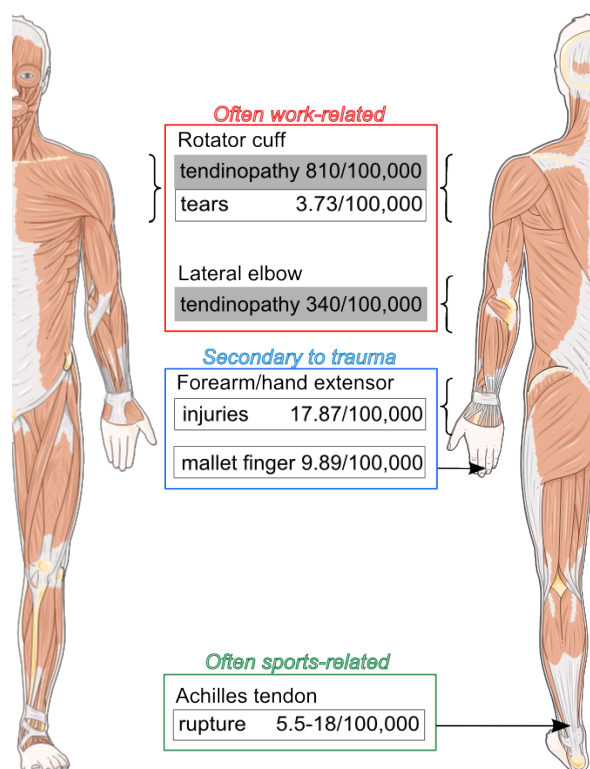 Often work-related
Rotator cuff
tendinopathy 810/100,000
tears 3.73/100,000
Lateral elbow
tendinopathy 340/100,000
Secondary to trauma
Forearm/hand extensor
injuries 17.87/100,000
mallet finger 9.89/100,000
Often sports-related
Achilles tendon
rupture 5.5-18/100,000